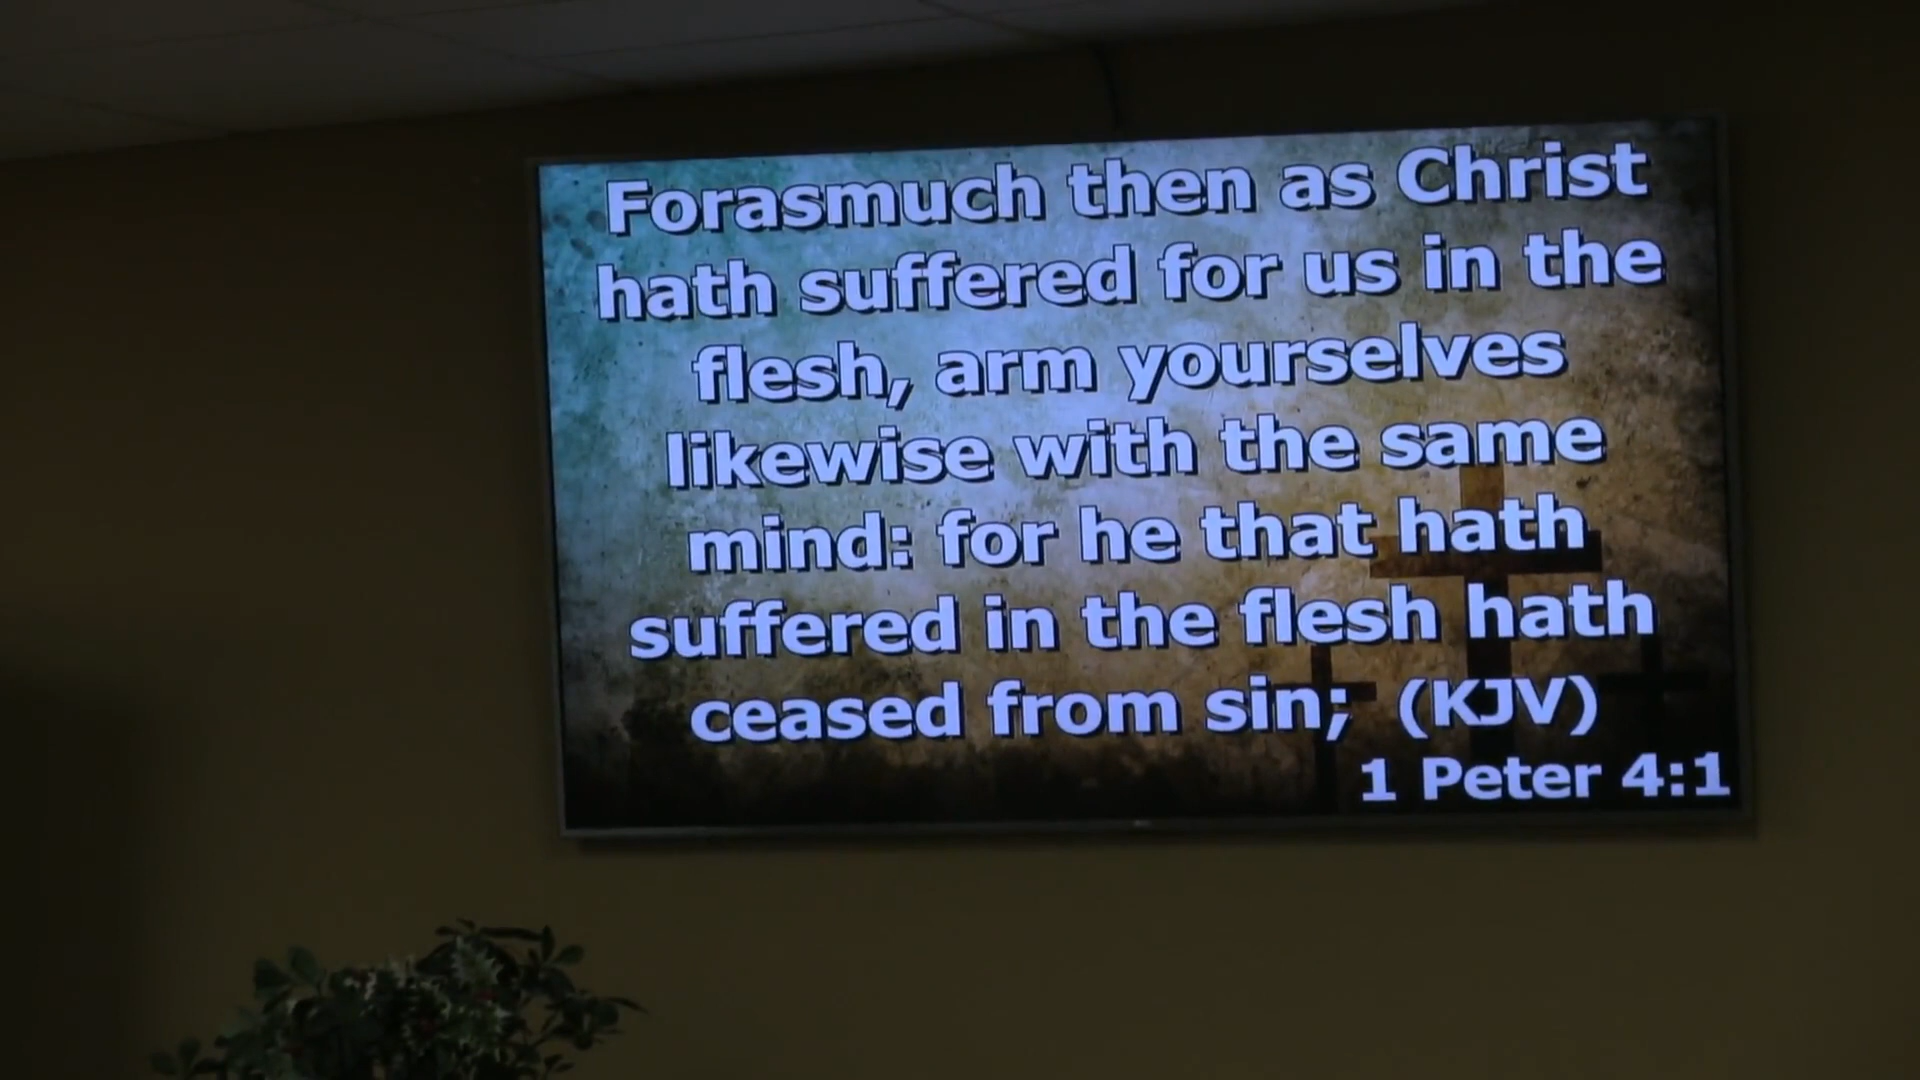 Forasmuch then as Christ
hath suffered for us in the
flesh, arm yourselves
likewise with the same
mind: for he that hath
suffered in the flesh hath
ceased from sin; (KJV)
1 Peter 4:1